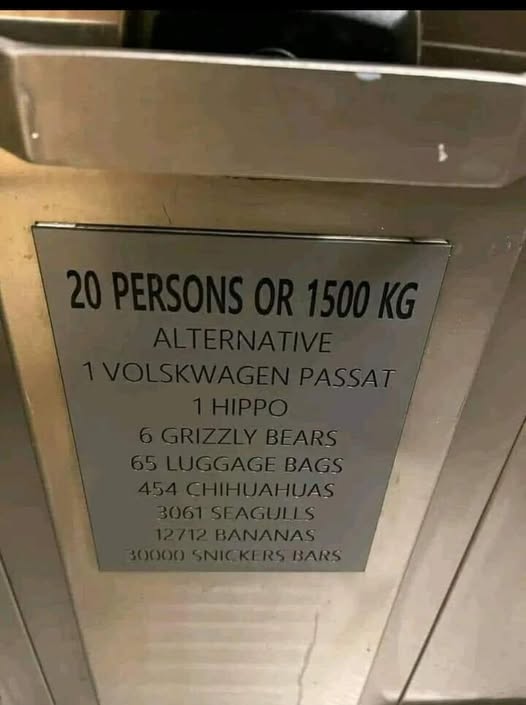 20 PERSONS OR 1500 KG
ALTERNATIVE
1 VOLSKWAGEN PASSAT
1 HIPPO
6 GRIZZLY BEARS
65 LUGGAGE BAGS
454 CHIHUAHUAS
3061 SEAGULLS
12712 BANANAS
30000 SNICKERS BARS